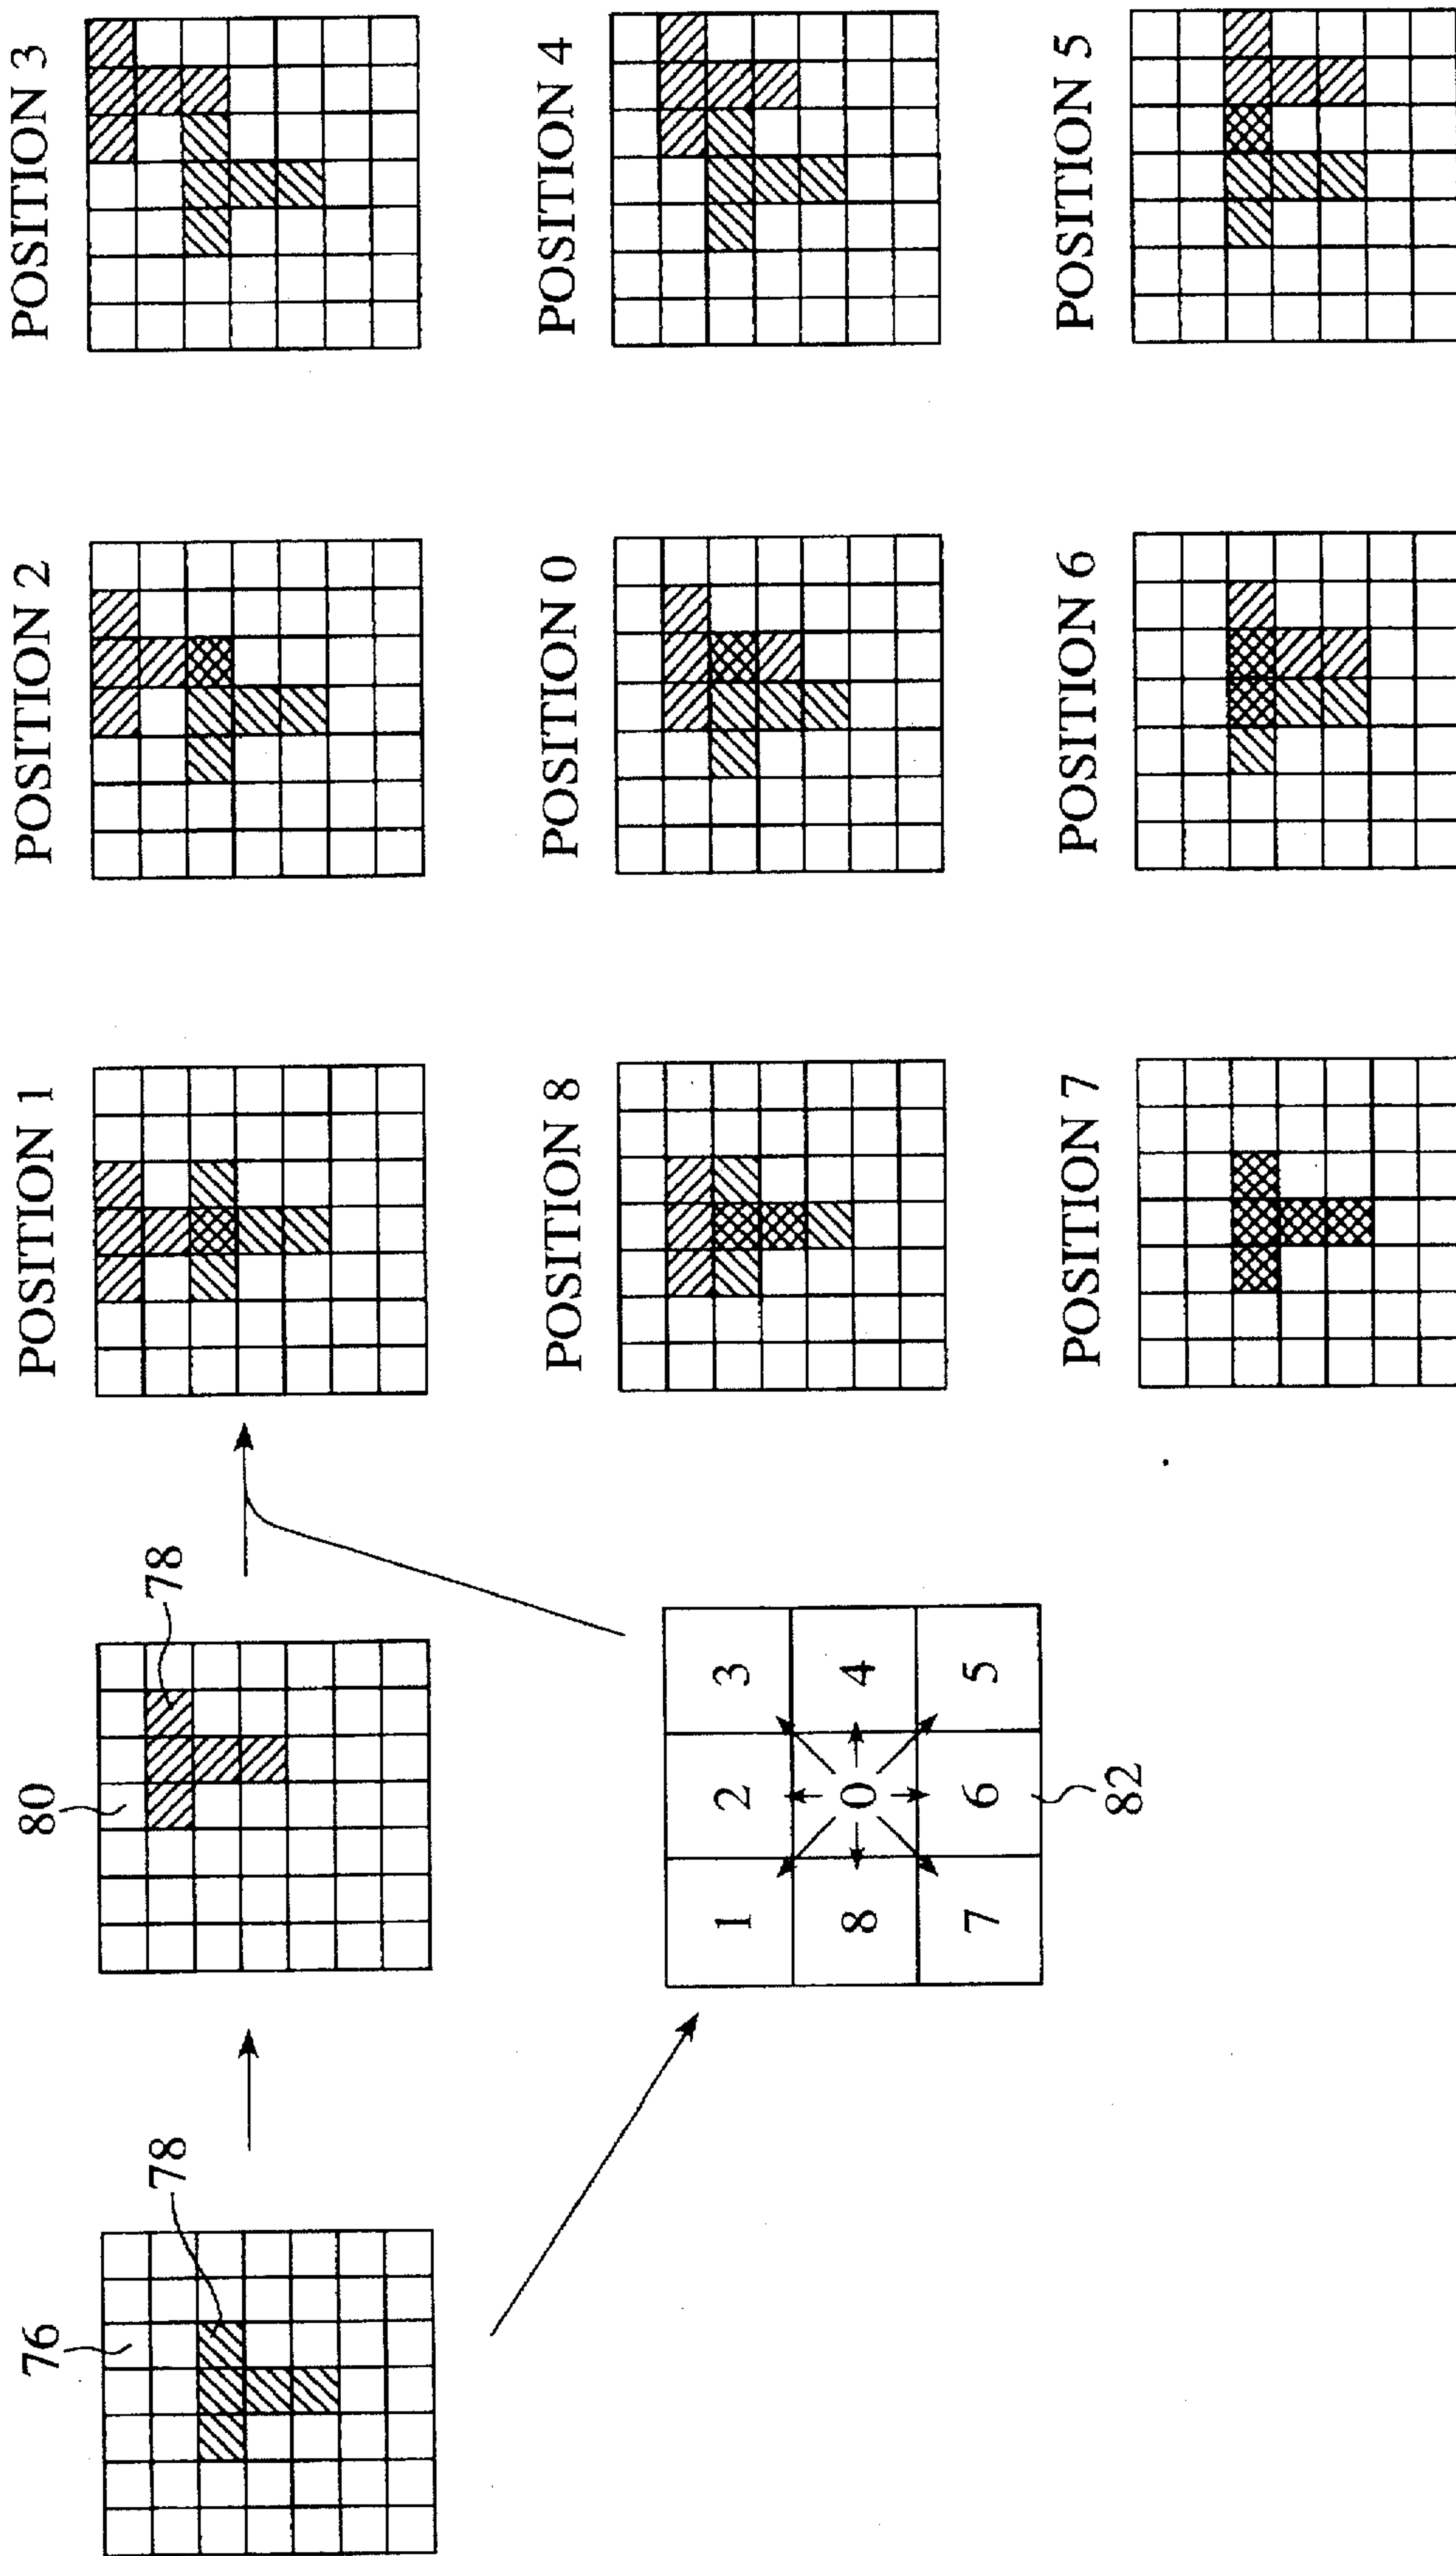 76
78
80
78
1 2 3
8 0 4
7 6 5
82
POSITION 1
POSITION 2
POSITION 3
POSITION 8
POSITION 0
POSITION 4
POSITION 7
POSITION 6
POSITION 5